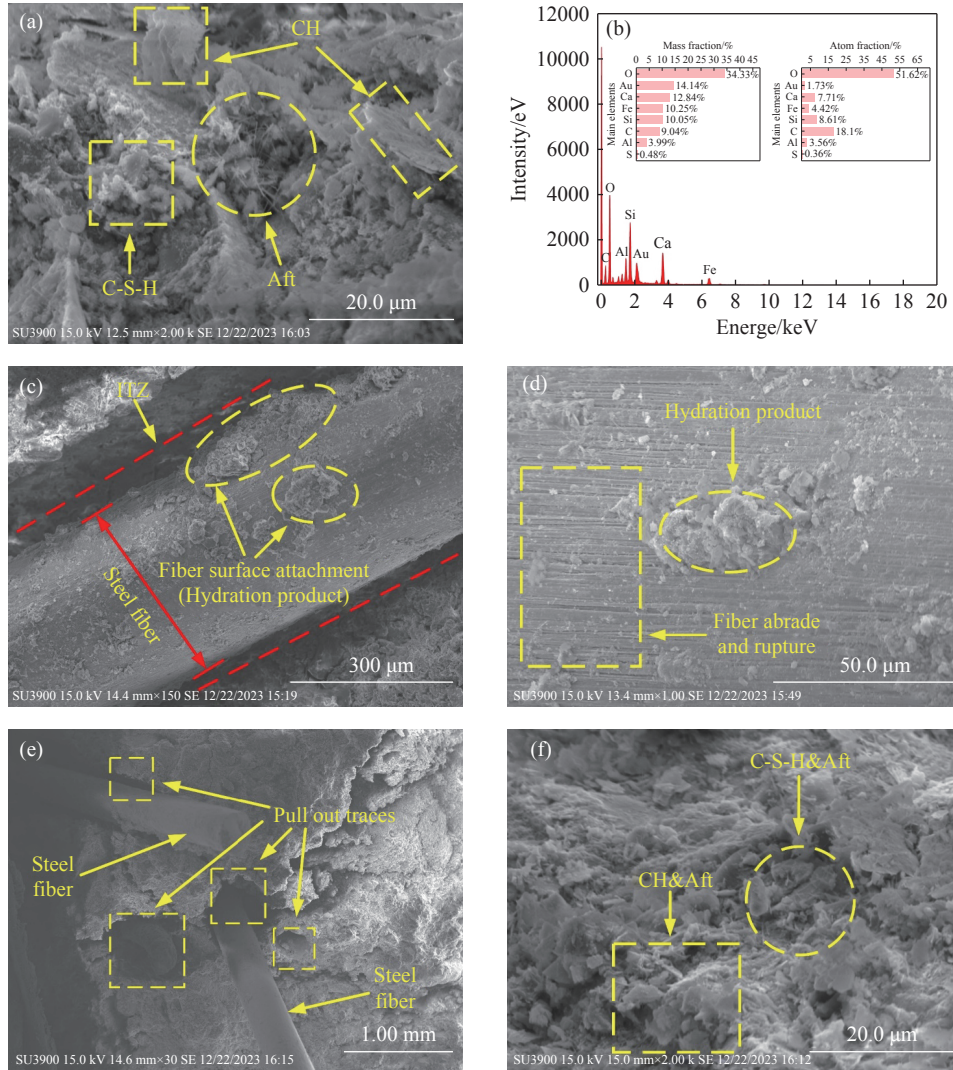 (a)
CH
C-S-H
Aft
20.0 μm
SU3900 15.0 kV 12.5 mm×2.00 k SE 12/22/2023 16:03
(b)
12000
10000
8000
6000
4000
2000
0
Intensity/eV
0 2 4 6 8 10 12 14 16 18 20
Energe/keV
O
C
Al
Si
Au
Ca
Fe
Mass fraction/%
0 5 10 15 20 25 30 35 40 45
Main elements
O 34.33%
Au 14.14%
Ca 12.84%
Fe 10.25%
Si 10.05%
C 9.04%
Al 3.99%
S 0.48%
Atom fraction/%
5 15 25 35 45 55 65
Main elements
O 51.62%
Au 1.73%
Ca 7.71%
Fe 4.42%
Si 8.61%
C 18.1%
Al 3.56%
S 0.36%
(c)
ITZ
Steel fiber
Fiber surface attachment
(Hydration product)
300 μm
SU3900 15.0 kV 14.4 mm×150 SE 12/22/2023 15:19
(d)
Hydration product
Fiber abrade
and rupture
50.0 μm
SU3900 15.0 kV 13.4 mm×1.00 SE 12/22/2023 15:49
(e)
Pull out traces
Steel
fiber
Steel
fiber
1.00 mm
SU3900 15.0 kV 14.6 mm×30 SE 12/22/2023 16:15
(f)
C-S-H&Aft
CH&Aft
20.0 μm
SU3900 15.0 kV 15.0 mm×2.00 k SE 12/22/2023 16:12